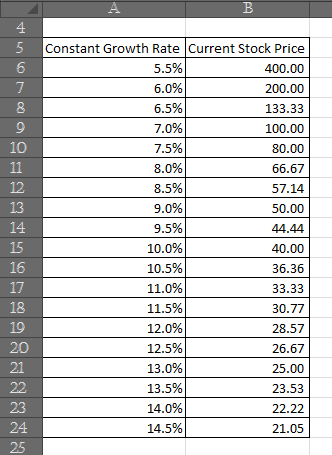 A B
4
5 Constant Growth Rate Current Stock Price
6 5.5% 400.00
7 6.0% 200.00
8 6.5% 133.33
9 7.0% 100.00
10 7.5% 80.00
11 8.0% 66.67
12 8.5% 57.14
13 9.0% 50.00
14 9.5% 44.44
15 10.0% 40.00
16 10.5% 36.36
17 11.0% 33.33
18 11.5% 30.77
19 12.0% 28.57
20 12.5% 26.67
21 13.0% 25.00
22 13.5% 23.53
23 14.0% 22.22
24 14.5% 21.05
25